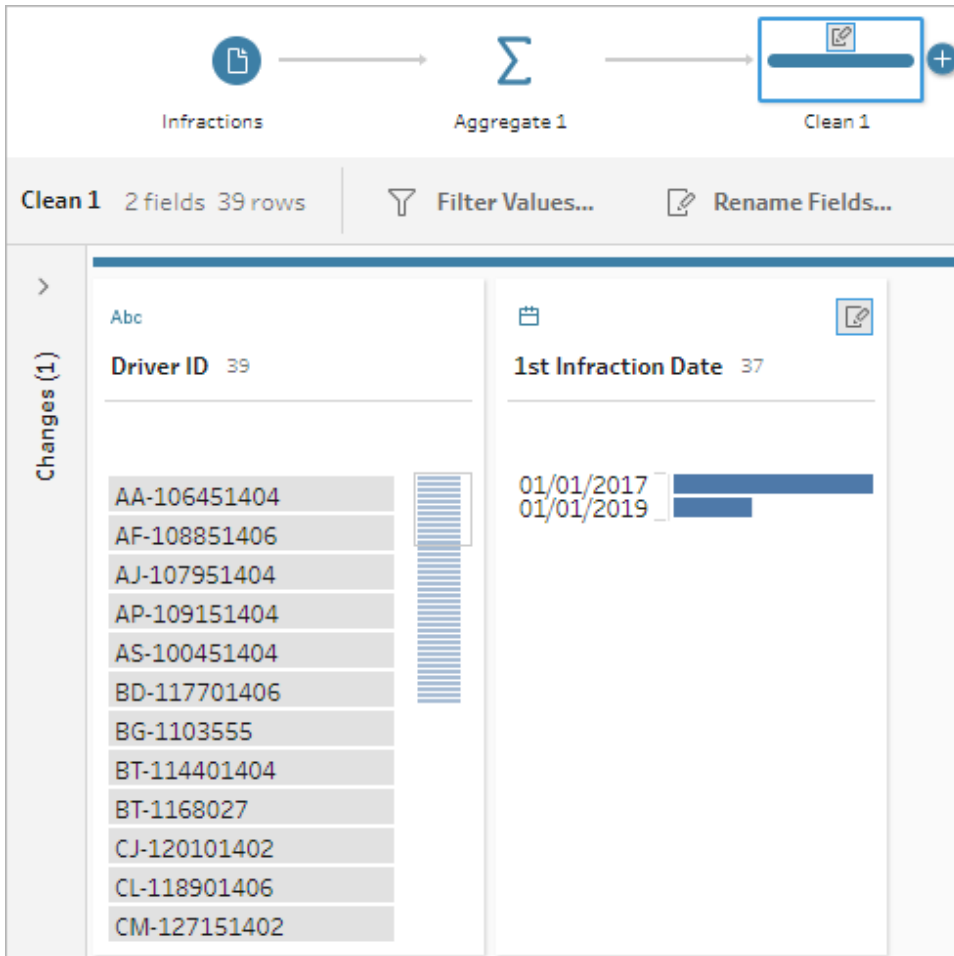 Infractions
Aggregate 1
Clean 1
Clean 1 2 fields 39 rows
Filter Values...
Rename Fields...
Changes (1)
Abc
Driver ID 39
AA-106451404
AF-108851406
AJ-107951404
AP-109151404
AS-100451404
BD-117701406
BG-1103555
BT-114401404
BT-1168027
CJ-120101402
CL-118901406
CM-127151402
1st Infraction Date 37
01/01/2017
01/01/2019